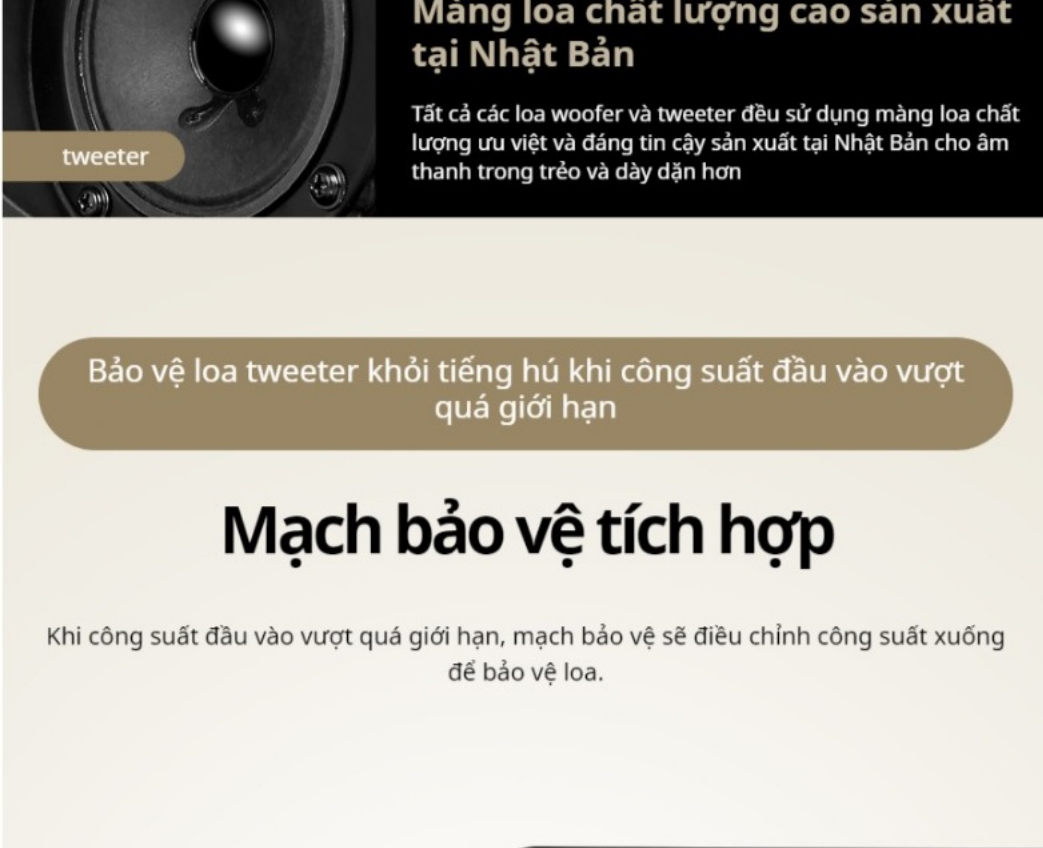 Màng loa chất lượng cao sản xuất
tại Nhật Bản
Tất cả các loa woofer và tweeter đều sử dụng màng loa chất
lượng ưu việt và đáng tin cậy sản xuất tại Nhật Bản cho âm
thanh trong trẻo và dày dặn hơn
tweeter
Bảo vệ loa tweeter khỏi tiếng hú khi công suất đầu vào vượt
quá giới hạn
Mạch bảo vệ tích hợp
Khi công suất đầu vào vượt quá giới hạn, mạch bảo vệ sẽ điều chỉnh công suất xuống
để bảo vệ loa.